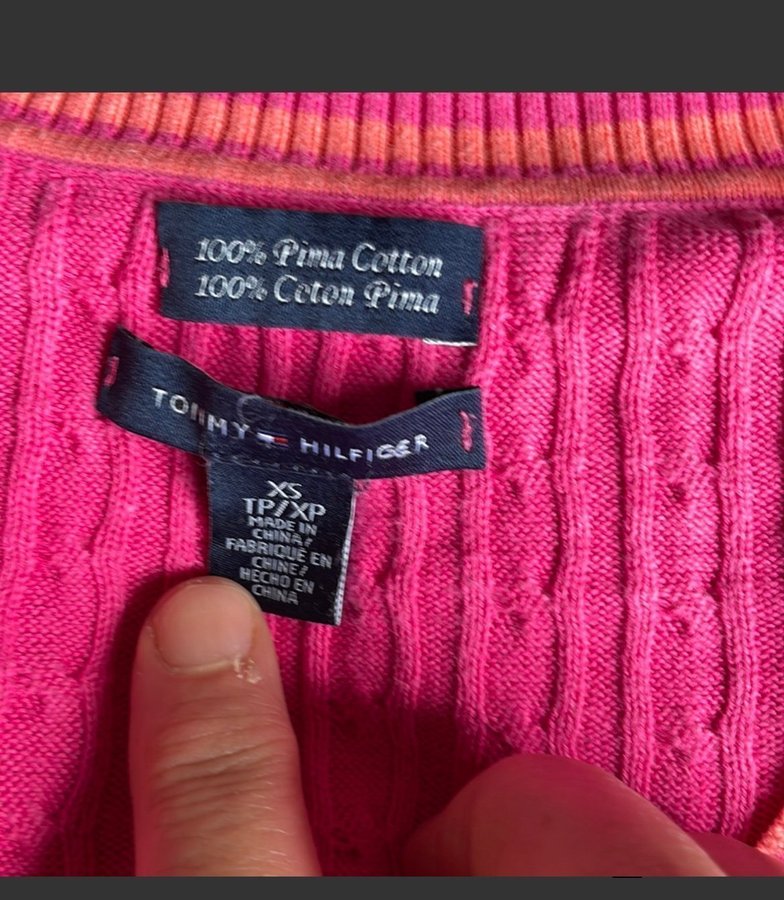 100% Pima Cotton
100% Coton Pima
TOMMY HILFIGER
XS
TP/XP
MADE IN
CHINA/
FABRIQUÉ EN
CHINE/
HECHO EN
CHINA